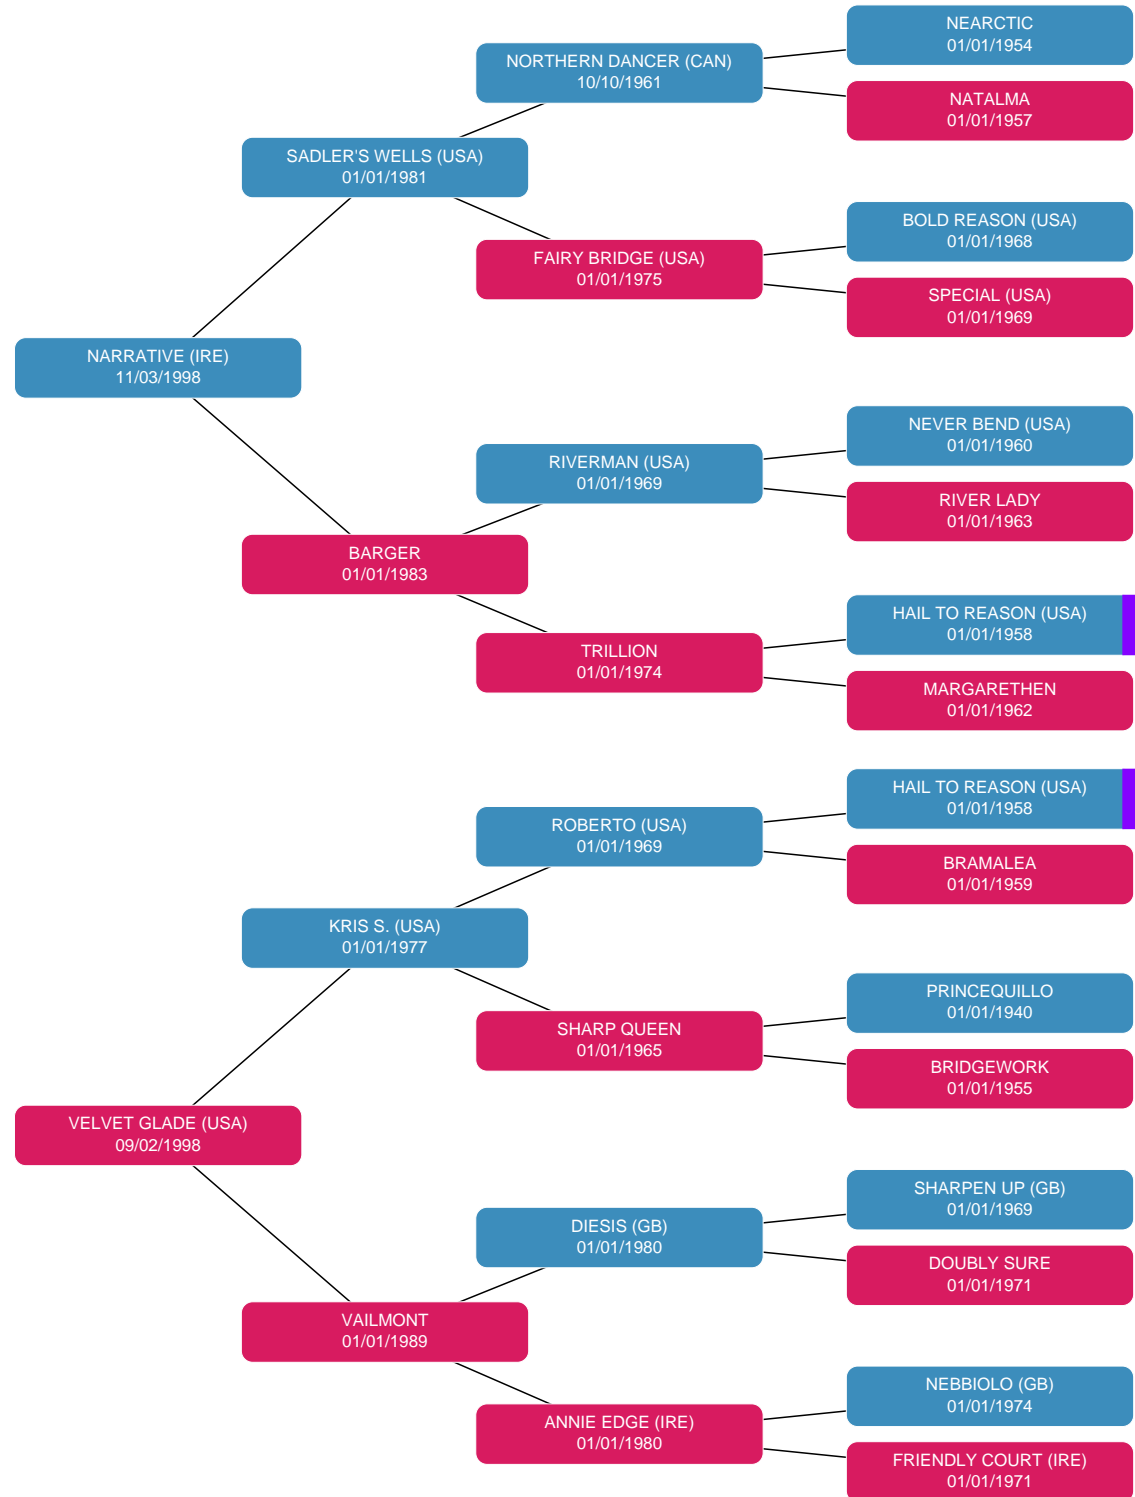 NEARCTIC
01/01/1954
NORTHERN DANCER (CAN)
10/10/1961
NATALMA
01/01/1957
SADLER'S WELLS (USA)
01/01/1981
BOLD REASON (USA)
01/01/1968
FAIRY BRIDGE (USA)
01/01/1975
SPECIAL (USA)
01/01/1969
NARRATIVE (IRE)
11/03/1998
NEVER BEND (USA)
01/01/1960
RIVERMAN (USA)
01/01/1969
RIVER LADY
01/01/1963
BARGER
01/01/1983
HAIL TO REASON (USA)
01/01/1958
TRILLION
01/01/1974
MARGARETHEN
01/01/1962
HAIL TO REASON (USA)
01/01/1958
ROBERTO (USA)
01/01/1969
BRAMALEA
01/01/1959
KRIS S. (USA)
01/01/1977
PRINCEQUILLO
01/01/1940
SHARP QUEEN
01/01/1965
BRIDGEWORK
01/01/1955
VELVET GLADE (USA)
09/02/1998
SHARPEN UP (GB)
01/01/1969
DIESIS (GB)
01/01/1980
DOUBLY SURE
01/01/1971
VAILMONT
01/01/1989
NEBBIOLO (GB)
01/01/1974
ANNIE EDGE (IRE)
01/01/1980
FRIENDLY COURT (IRE)
01/01/1971